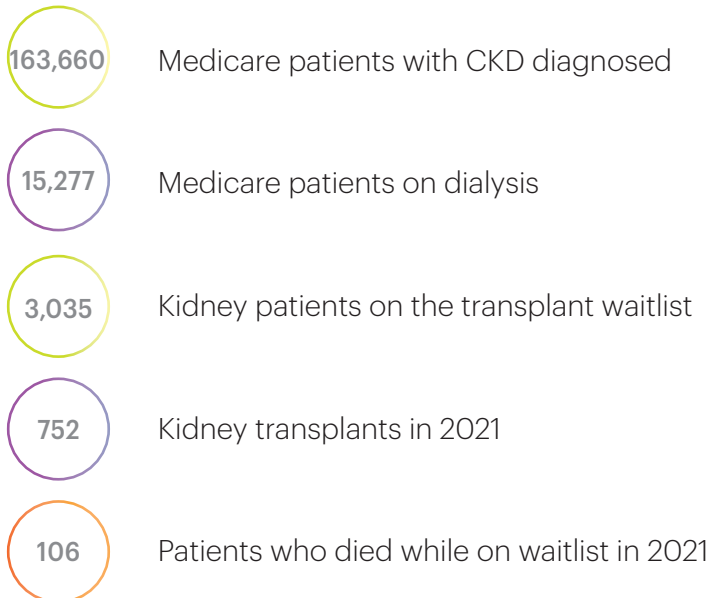 163,660 Medicare patients with CKD diagnosed
15,277 Medicare patients on dialysis
3,035 Kidney patients on the transplant waitlist
752 Kidney transplants in 2021
106 Patients who died while on waitlist in 2021